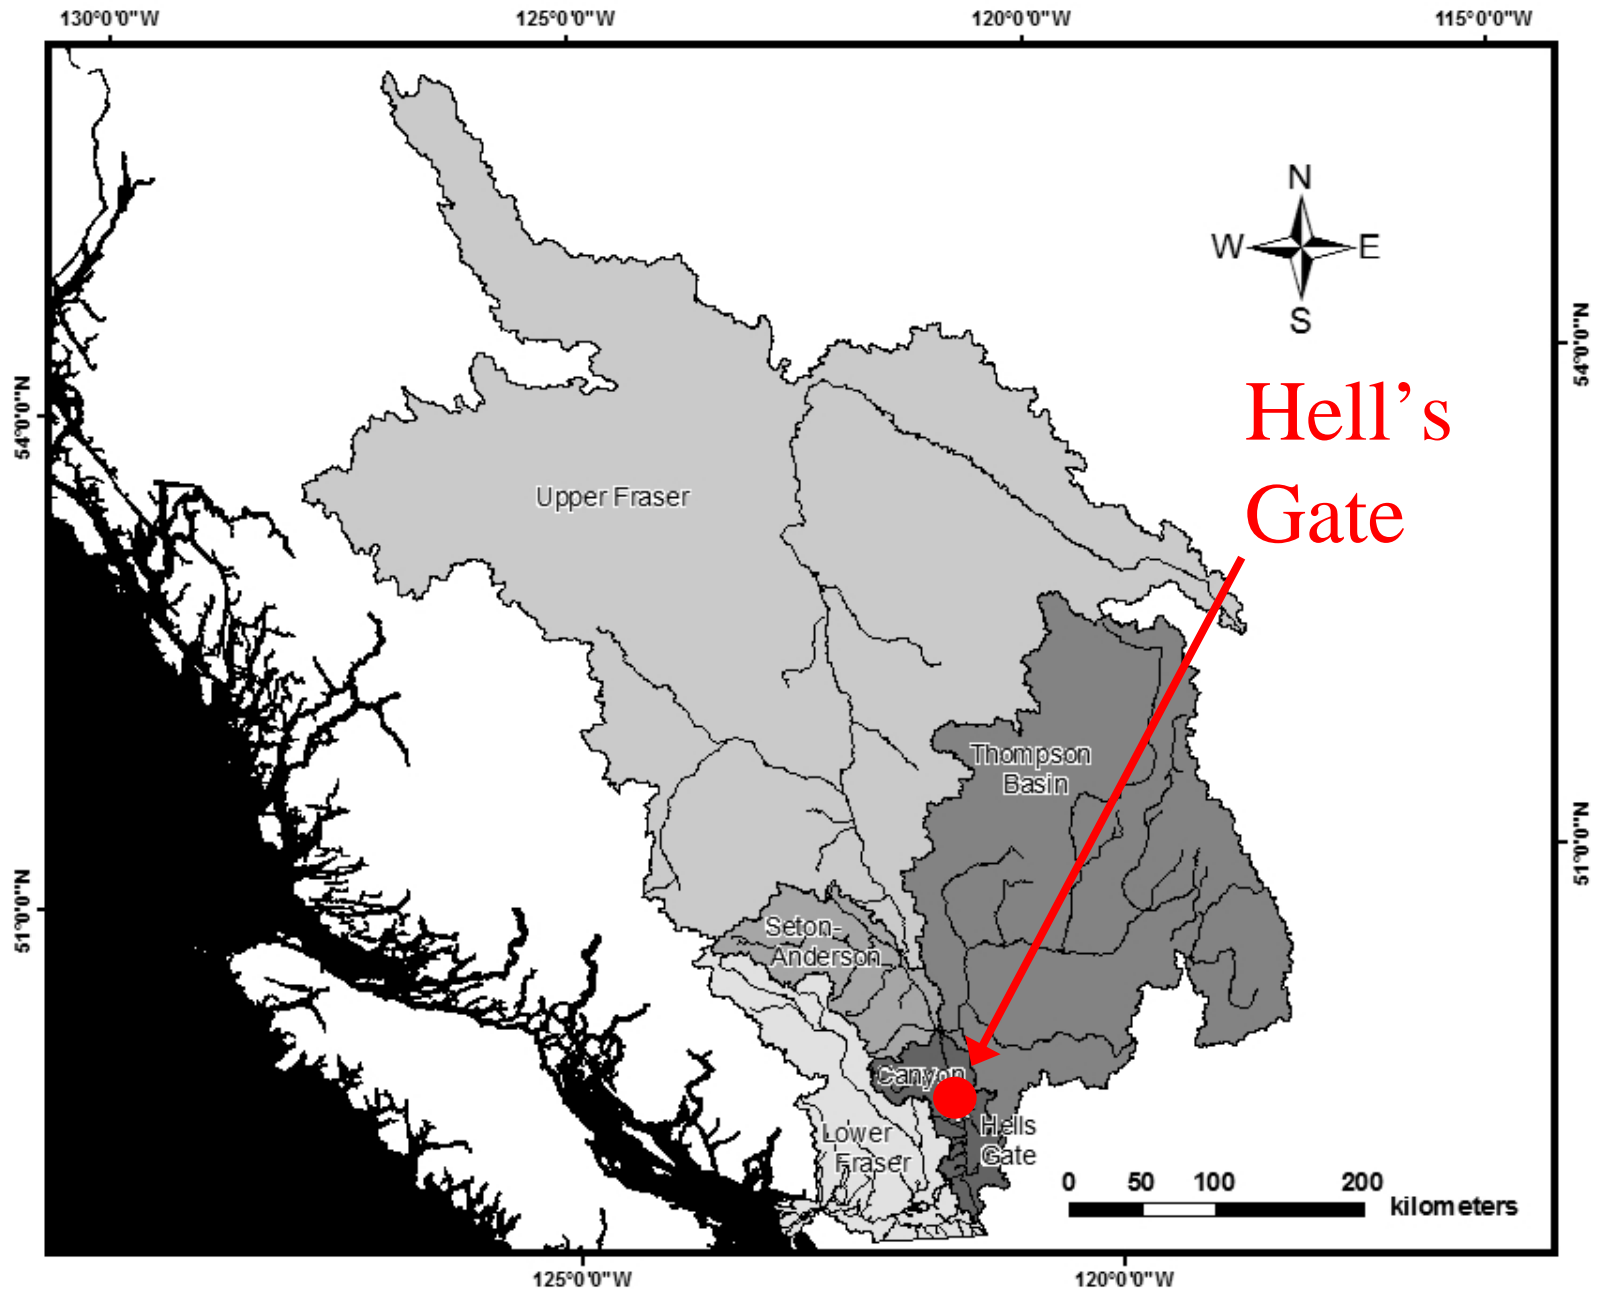 130°0'0"W
125°0'0"W
120°0'0"W
115°0'0"W
N
W
E
S
54°0'0"N
54°0'0"N
Hell’s
Gate
Upper Fraser
Thompson
Basin
51°0'0"N
51°0'0"N
Seton-
Anderson
Canyon
Hells
Gate
Lower
Fraser
0 50 100 200
kilometers
125°0'0"W
120°0'0"W